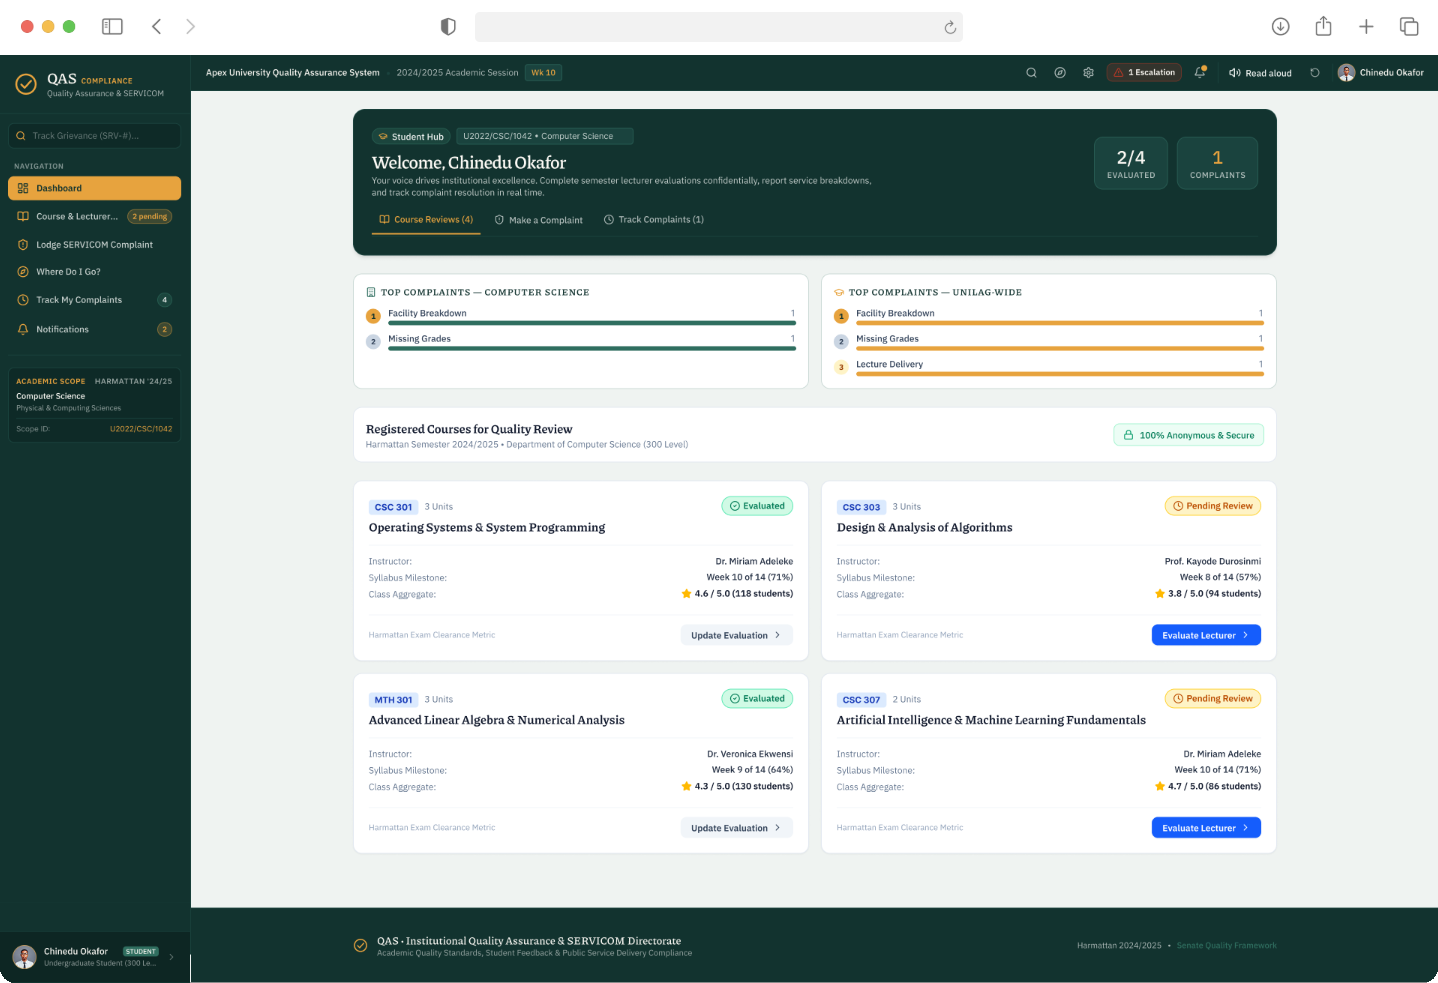 QAS COMPLIANCE
Quality Assurance & SERVICOM
Track Grievance (SRV-#)...
NAVIGATION
Dashboard
Course & Lecturer... 2 pending
Lodge SERVICOM Complaint
Where Do I Go?
Track My Complaints 4
Notifications 2
ACADEMIC SCOPE HARMATTAN '24/25
Computer Science
Physical & Computing Sciences
Scope ID: U2022/CSC/1042
Chinedu Okafor STUDENT
Undergraduate Student (300 Le...
Apex University Quality Assurance System 2024/2025 Academic Session Wk 10
1 Escalation Read aloud Chinedu Okafor
Student Hub U2022/CSC/1042 • Computer Science
Welcome, Chinedu Okafor
Your voice drives institutional excellence. Complete semester lecturer evaluations confidentially, report service breakdowns,
and track complaint resolution in real time.
2/4
EVALUATED
1
COMPLAINTS
Course Reviews (4) Make a Complaint Track Complaints (1)
TOP COMPLAINTS — COMPUTER SCIENCE
1 Facility Breakdown 1
2 Missing Grades 1
TOP COMPLAINTS — UNILAG-WIDE
1 Facility Breakdown 1
2 Missing Grades 1
3 Lecture Delivery 1
Registered Courses for Quality Review
Harmattan Semester 2024/2025 • Department of Computer Science (300 Level)
100% Anonymous & Secure
CSC 301 3 Units Evaluated
Operating Systems & System Programming
Instructor: Dr. Miriam Adeleke
Syllabus Milestone: Week 10 of 14 (71%)
Class Aggregate: 4.6 / 5.0 (118 students)
Harmattan Exam Clearance Metric Update Evaluation
CSC 303 3 Units Pending Review
Design & Analysis of Algorithms
Instructor: Prof. Kayode Durosinmi
Syllabus Milestone: Week 8 of 14 (57%)
Class Aggregate: 3.8 / 5.0 (94 students)
Harmattan Exam Clearance Metric Evaluate Lecturer
MTH 301 3 Units Evaluated
Advanced Linear Algebra & Numerical Analysis
Instructor: Dr. Veronica Ekwensi
Syllabus Milestone: Week 9 of 14 (64%)
Class Aggregate: 4.3 / 5.0 (130 students)
Harmattan Exam Clearance Metric Update Evaluation
CSC 307 2 Units Pending Review
Artificial Intelligence & Machine Learning Fundamentals
Instructor: Dr. Miriam Adeleke
Syllabus Milestone: Week 10 of 14 (71%)
Class Aggregate: 4.7 / 5.0 (86 students)
Harmattan Exam Clearance Metric Evaluate Lecturer
QAS · Institutional Quality Assurance & SERVICOM Directorate
Academic Quality Standards, Student Feedback & Public Service Delivery Compliance
Harmattan 2024/2025 • Senate Quality Framework